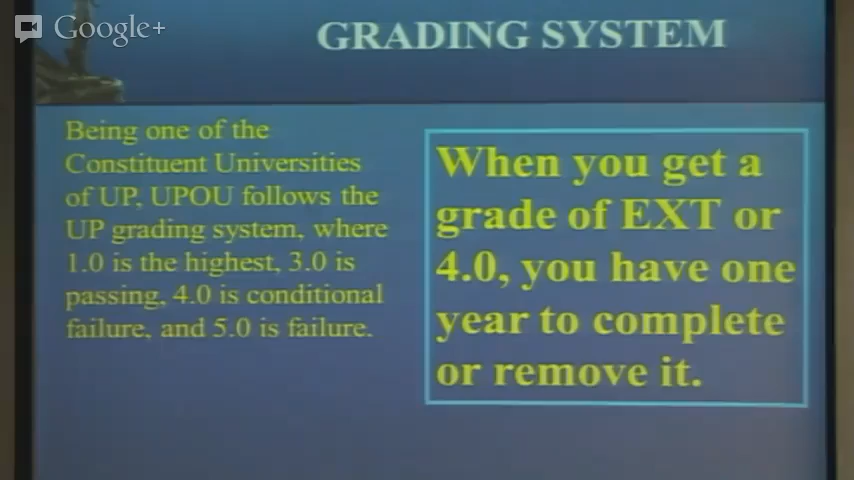 Google+
GRADING SYSTEM
Being one of the
Constituent Universities
of UP, UPOU follows the
UP grading system, where
1.0 is the highest, 3.0 is
passing, 4.0 is conditional
failure, and 5.0 is failure.
When you get a
grade of EXT or
4.0, you have one
year to complete
or remove it.